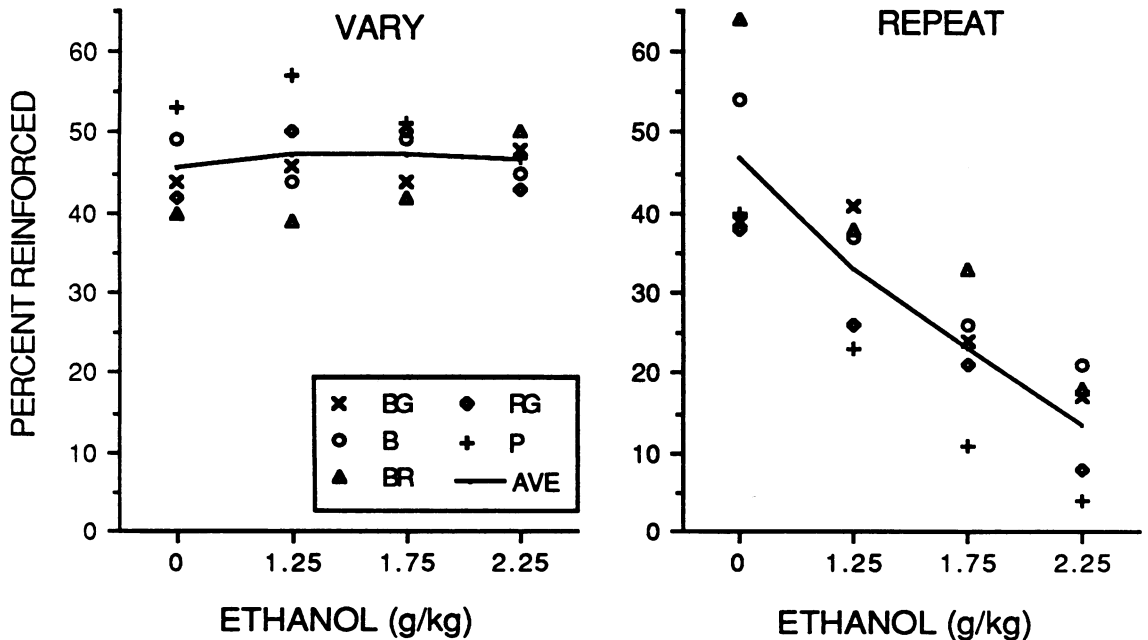 VARY
PERCENT REINFORCED
60
50
40
30
20
10
0
BG RG
B P
BR AVE
0 1.25 1.75 2.25
ETHANOL (g/kg)
REPEAT
60
50
40
30
20
10
0
0 1.25 1.75 2.25
ETHANOL (g/kg)